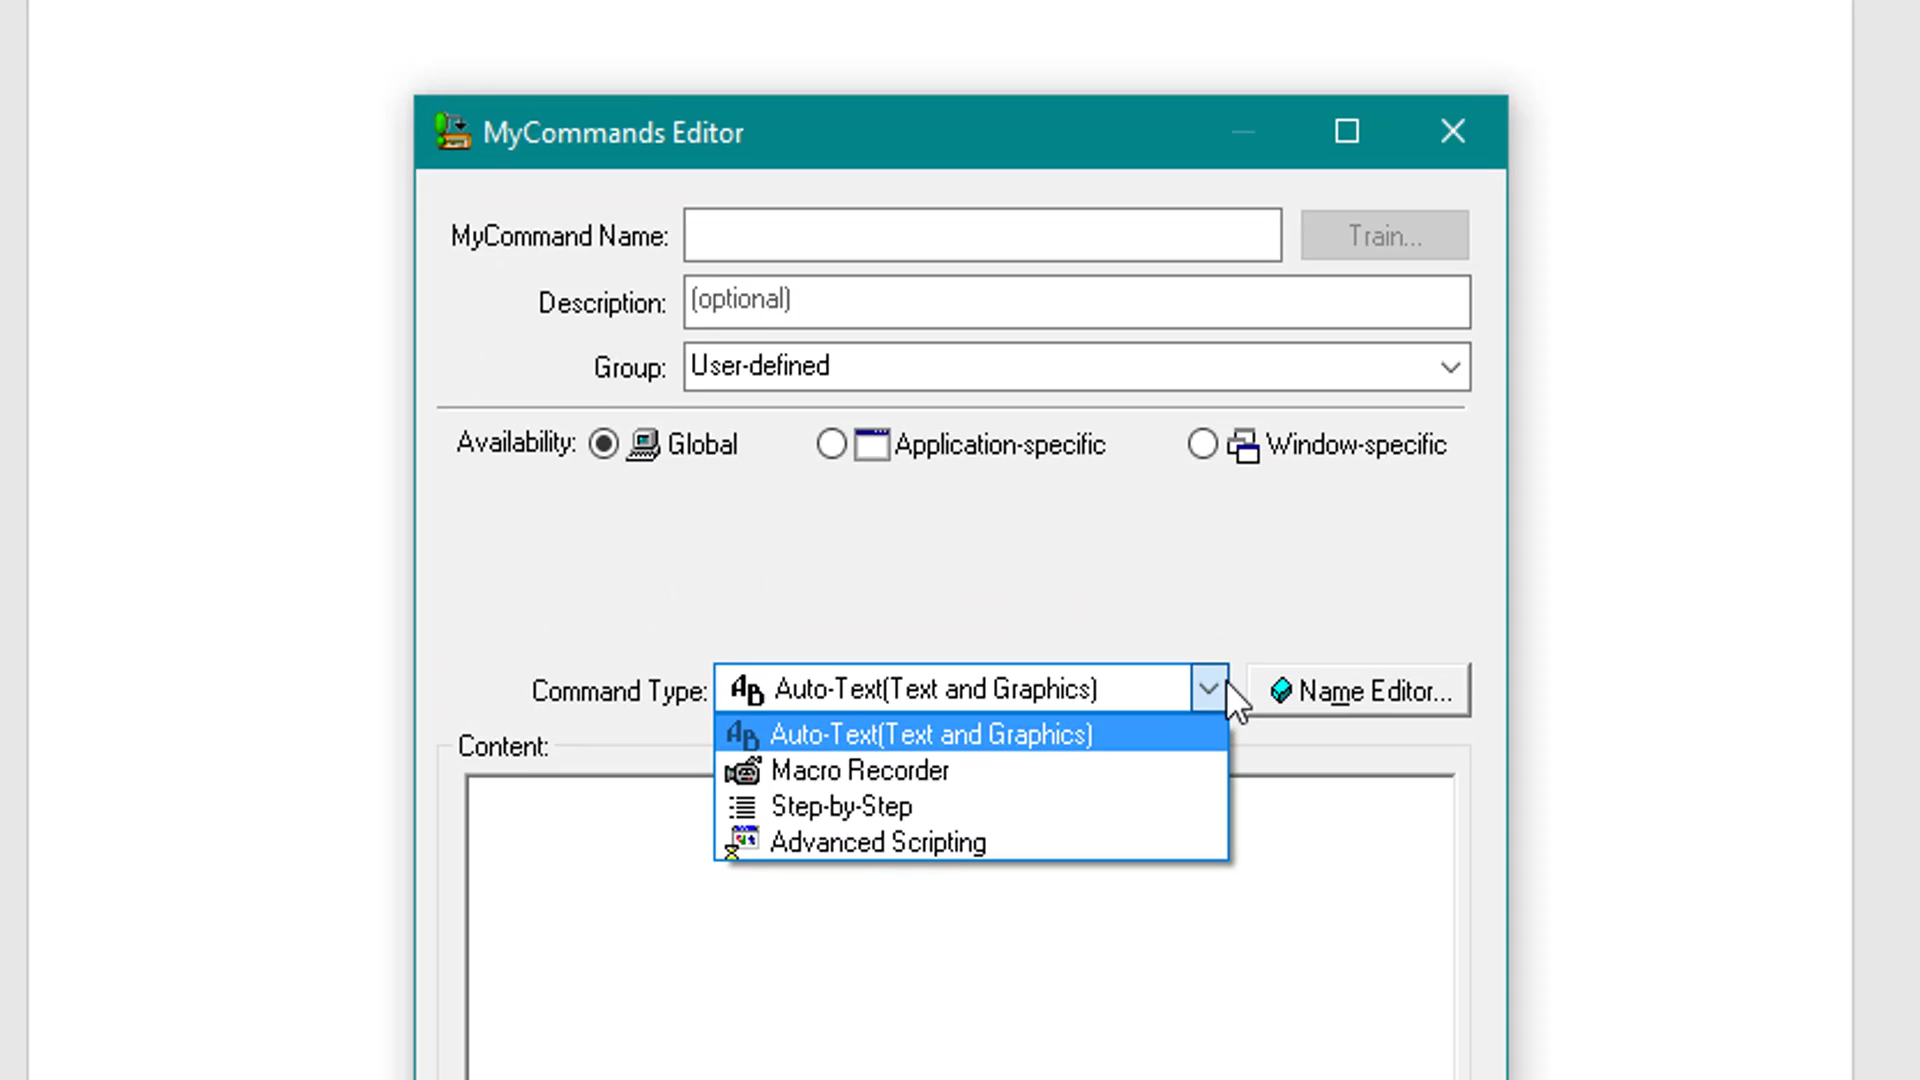 MyCommands Editor
MyCommand Name: Train...
Description: (optional)
Group: User-defined
Availability: Global Application-specific Window-specific
Command Type: Auto-Text(Text and Graphics) Name Editor...
Auto-Text(Text and Graphics)
Content:
Macro Recorder
Step-by-Step
Advanced Scripting